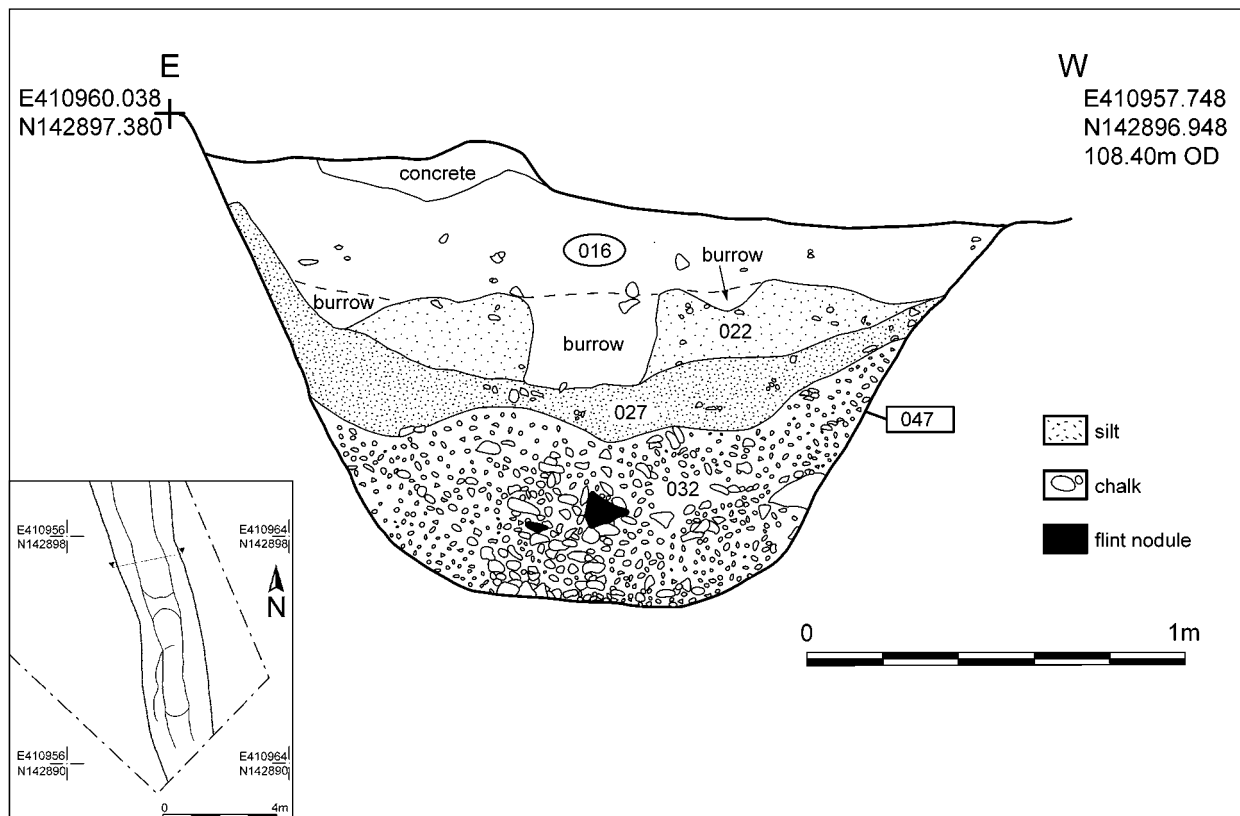 E
W
E410960.038
N142897.380
E410957.748
N142896.948
108.40m OD
concrete
016
burrow
burrow
burrow
022
027
047
032
silt
chalk
flint nodule
0 1m
E410956
N142898
E410964
N142898
N
E410956
N142890
E410964
N142890
0 4m